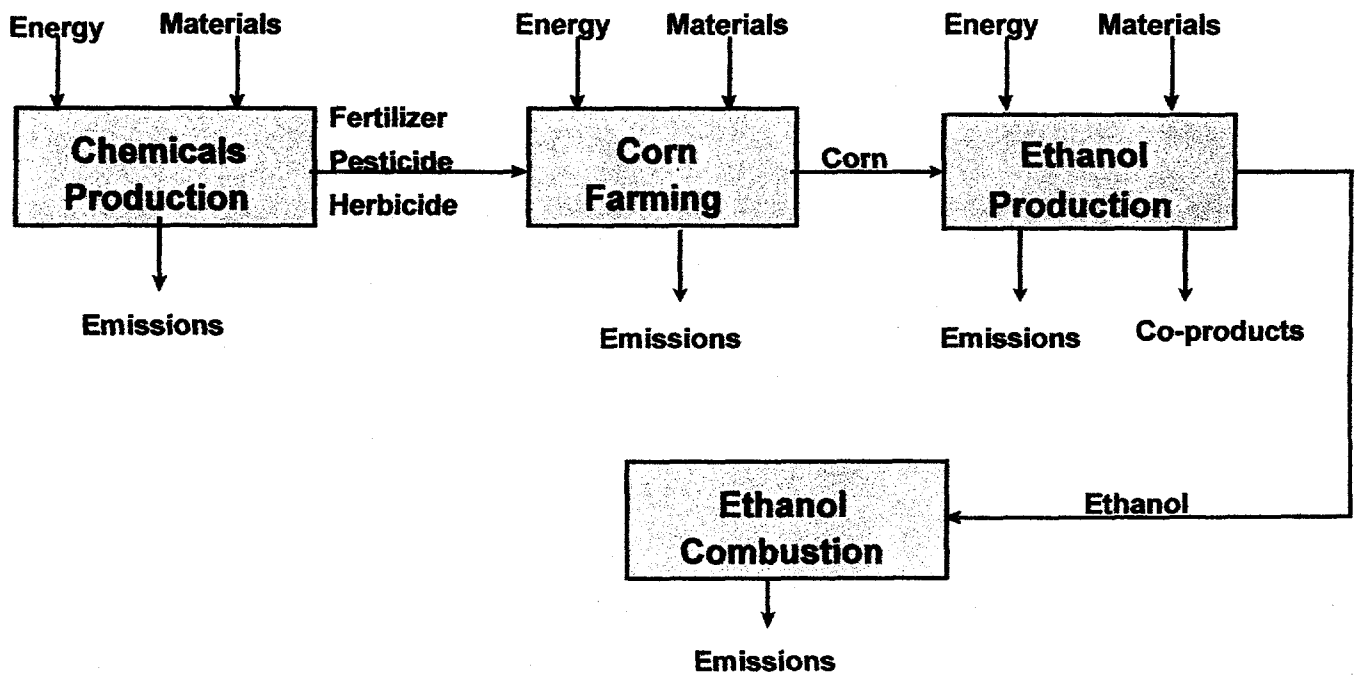 Energy
Materials
Energy
Materials
Energy
Materials
Chemicals
Production
Fertilizer
Pesticide
Herbicide
Corn
Farming
Corn
Ethanol
Production
Emissions
Emissions
Emissions
Co-products
Ethanol
Combustion
Ethanol
Emissions